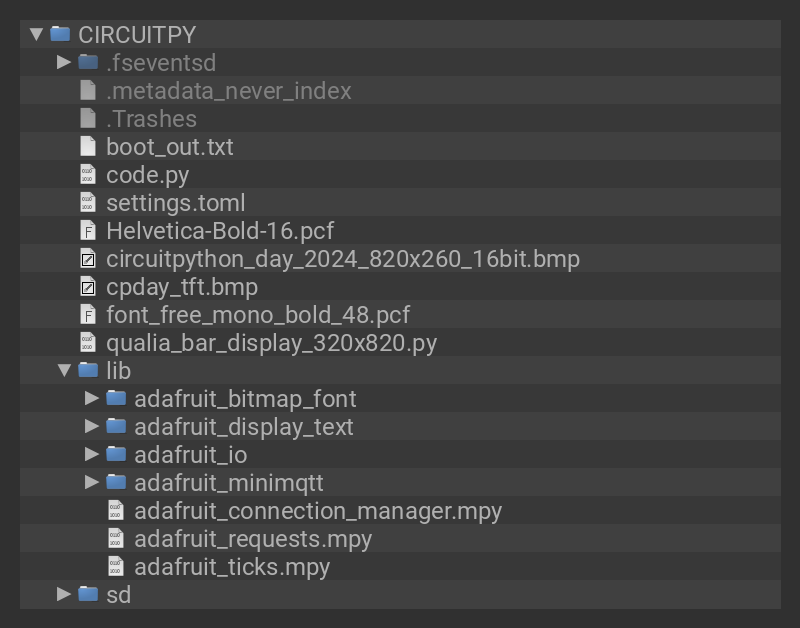 CIRCUITPY
.fseventsd
.metadata_never_index
.Trashes
boot_out.txt
code.py
settings.toml
Helvetica-Bold-16.pcf
circuitpython_day_2024_820x260_16bit.bmp
cpday_tft.bmp
font_free_mono_bold_48.pcf
qualia_bar_display_320x820.py
lib
adafruit_bitmap_font
adafruit_display_text
adafruit_io
adafruit_minimqtt
adafruit_connection_manager.mpy
adafruit_requests.mpy
adafruit_ticks.mpy
sd